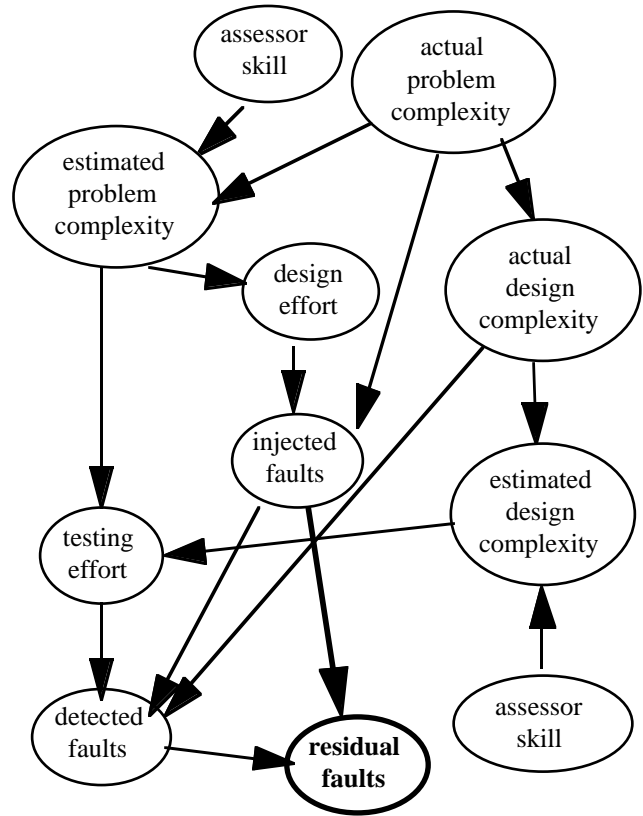 assessor
skill
actual
problem
complexity
estimated
problem
complexity
design
effort
actual
design
complexity
injected
faults
estimated
design
complexity
testing
effort
detected
faults
residual
faults
assessor
skill